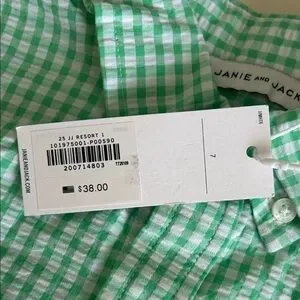 JANIE AND JACK
25 JJ RESORT 1
101975001-P00590
200714803
$38.00
7
JANIEANDJACK.COM